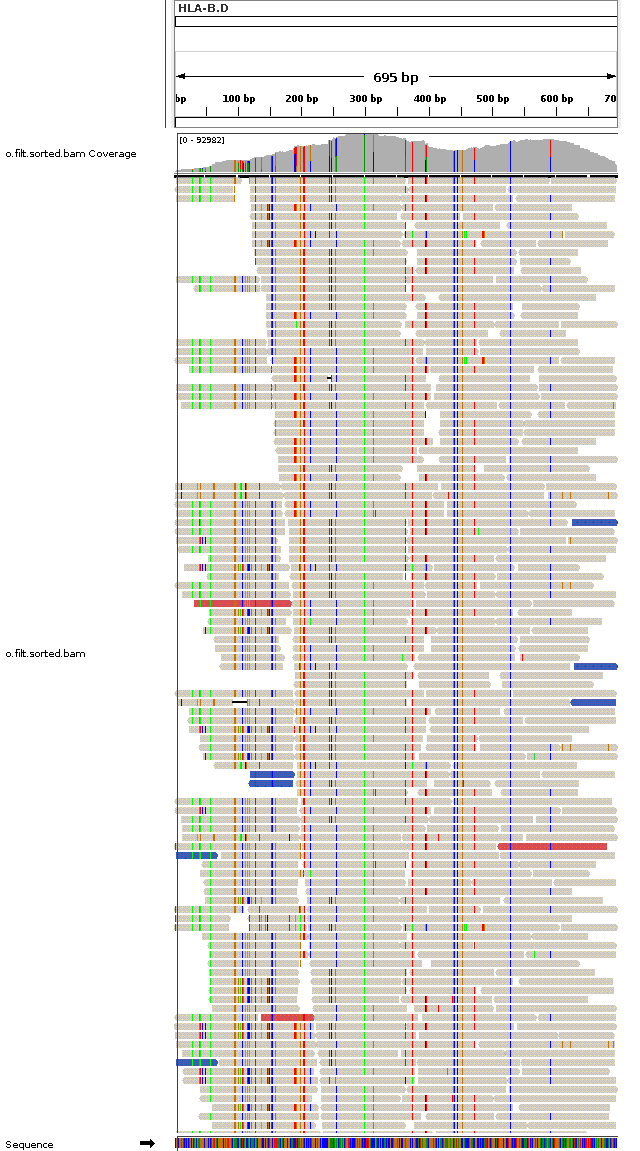 HLA-B.D
695 bp
bp 100 bp 200 bp 300 bp 400 bp 500 bp 600 bp 70
[0 - 92982]
o.filt.sorted.bam Coverage
o.filt.sorted.bam
Sequence